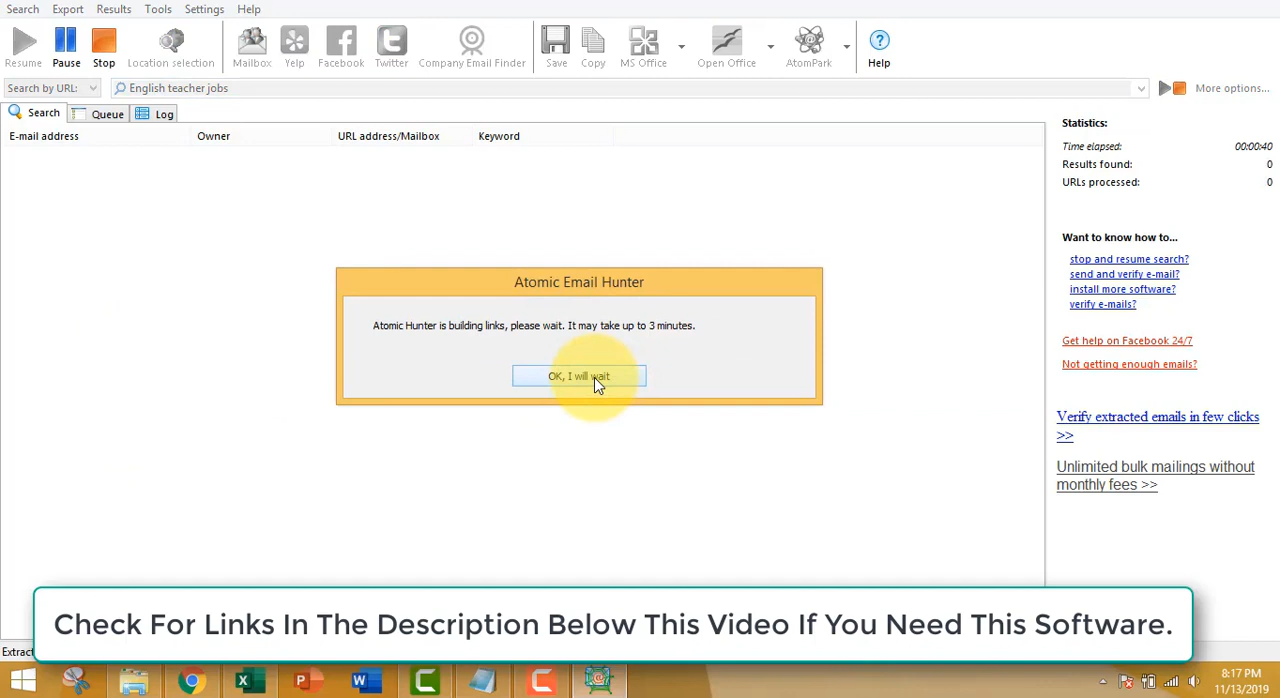 Search Export Results Tools Settings Help
Resume Pause Stop Location selection Mailbox Yelp Facebook Twitter Company Email Finder Save Copy MS Office Open Office AtomPark Help
Search by URL: English teacher jobs More options...
Search Queue Log
E-mail address Owner URL address/Mailbox Keyword
Statistics:
Time elapsed: 00:00:40
Results found: 0
URLs processed: 0
Want to know how to...
stop and resume search?
send and verify e-mail?
install more software?
verify e-mails?
Get help on Facebook 24/7
Not getting enough emails?
Verify extracted emails in few clicks
>>
Unlimited bulk mailings without
monthly fees >>
Atomic Email Hunter
Atomic Hunter is building links, please wait. It may take up to 3 minutes.
OK, I will wait
Check For Links In The Description Below This Video If You Need This Software.
8:17 PM
11/13/2019